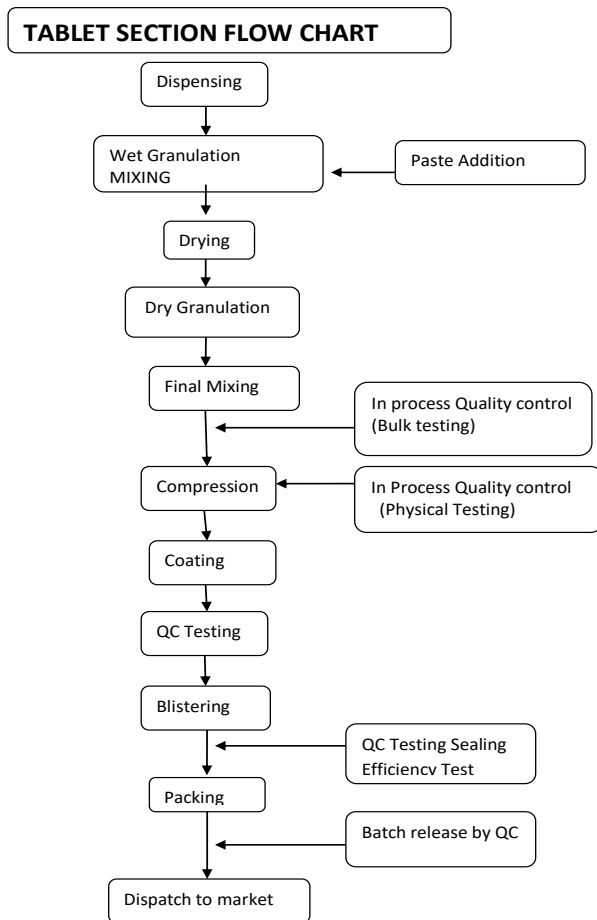 TABLET SECTION FLOW CHART
Dispensing
Wet Granulation
MIXING
Paste Addition
Drying
Dry Granulation
Final Mixing
In process Quality control
(Bulk testing)
Compression
In Process Quality control
(Physical Testing)
Coating
QC Testing
Blistering
QC Testing Sealing
Efficiency Test
Packing
Batch release by QC
Dispatch to market